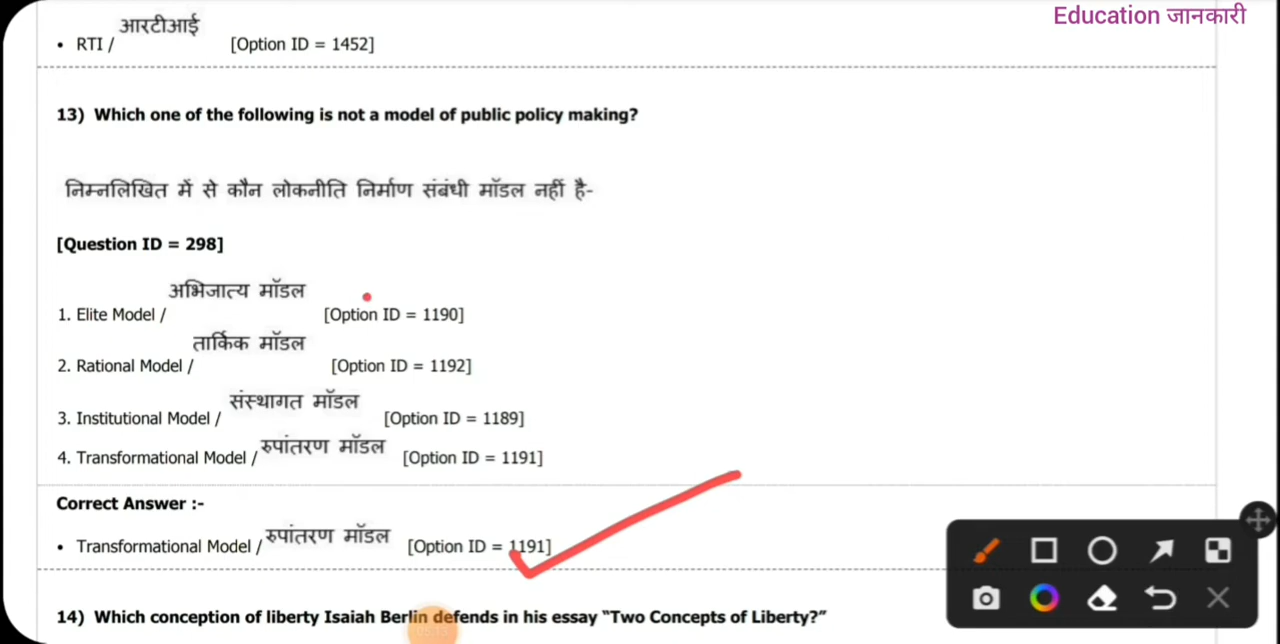 Education जानकारी
• RTI / आरटीआई [Option ID = 1452]
13) Which one of the following is not a model of public policy making?
निम्नलिखित में से कौन लोकनीति निर्माण संबंधी मॉडल नहीं है-
[Question ID = 298]
1. Elite Model / अभिजात्य मॉडल [Option ID = 1190]
2. Rational Model / तार्किक मॉडल [Option ID = 1192]
3. Institutional Model / संस्थागत मॉडल [Option ID = 1189]
4. Transformational Model / रुपांतरण मॉडल [Option ID = 1191]
Correct Answer :-
• Transformational Model / रुपांतरण मॉडल [Option ID = 1191]
14) Which conception of liberty Isaiah Berlin defends in his essay “Two Concepts of Liberty?”